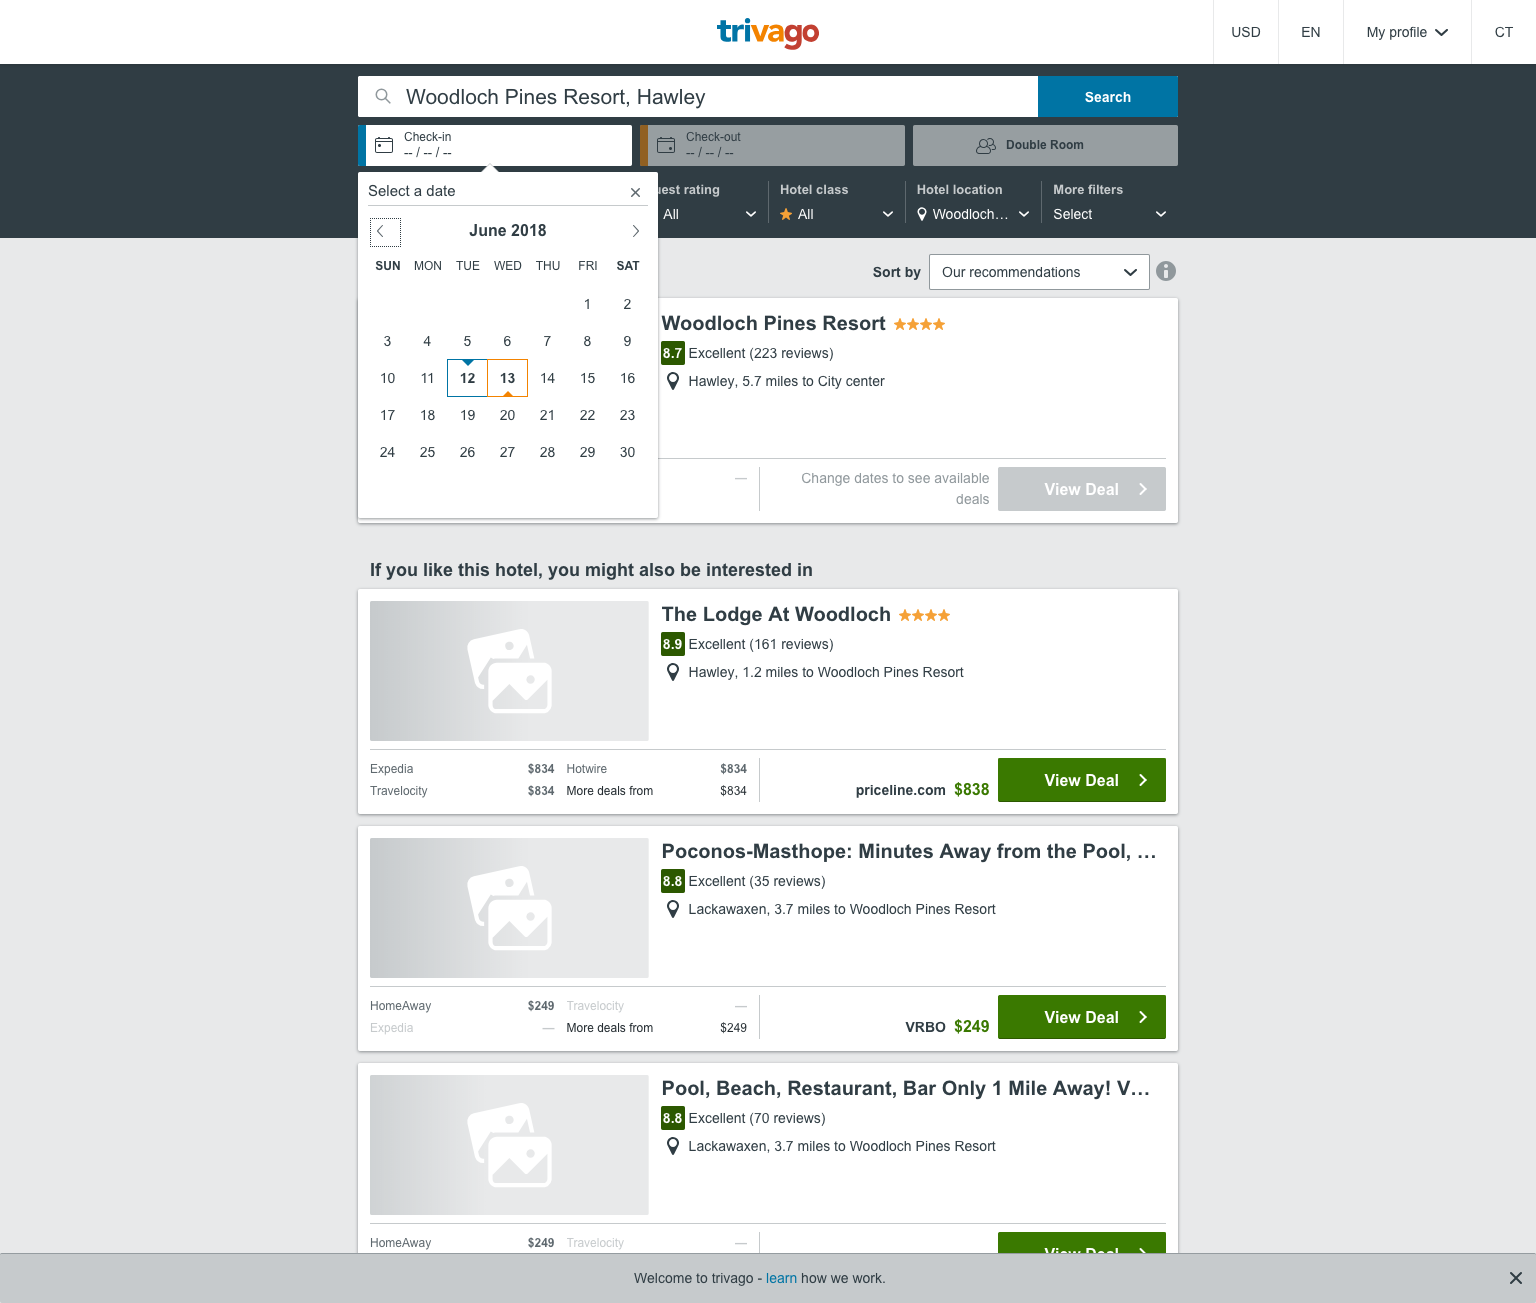 trivago
USD
EN
My profile
CT
Woodloch Pines Resort, Hawley
Search
Check-in
-- / -- / --
Check-out
-- / -- / --
Double Room
Select a date
June 2018
SUN MON TUE WED THU FRI SAT
1 2
3 4 5 6 7 8 9
10 11 12 13 14 15 16
17 18 19 20 21 22 23
24 25 26 27 28 29 30
rating
All
Hotel class
All
Hotel location
Woodloch…
More filters
Select
Sort by
Our recommendations
Woodloch Pines Resort
8.7 Excellent (223 reviews)
Hawley, 5.7 miles to City center
—
Change dates to see available
deals
View Deal
If you like this hotel, you might also be interested in
The Lodge At Woodloch
8.9 Excellent (161 reviews)
Hawley, 1.2 miles to Woodloch Pines Resort
Expedia $834 Hotwire $834
Travelocity $834 More deals from $834
priceline.com $838
View Deal
Poconos-Masthope: Minutes Away from the Pool, …
8.8 Excellent (35 reviews)
Lackawaxen, 3.7 miles to Woodloch Pines Resort
HomeAway $249 Travelocity —
Expedia — More deals from $249
VRBO $249
View Deal
Pool, Beach, Restaurant, Bar Only 1 Mile Away! V…
8.8 Excellent (70 reviews)
Lackawaxen, 3.7 miles to Woodloch Pines Resort
HomeAway $249 Travelocity —
View Deal
Welcome to trivago - learn how we work.